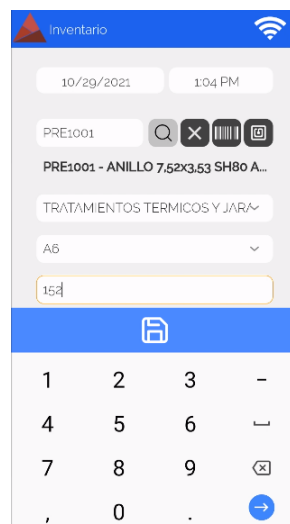 Inventario
10/29/2021 1:04 PM
PRE1001
PRE1001 - ANILLO 7,52x3,53 SH80 A...
TRATAMIENTOS TERMICOS Y JARA
A6
152
1 2 3 -
4 5 6
7 8 9
, 0 .